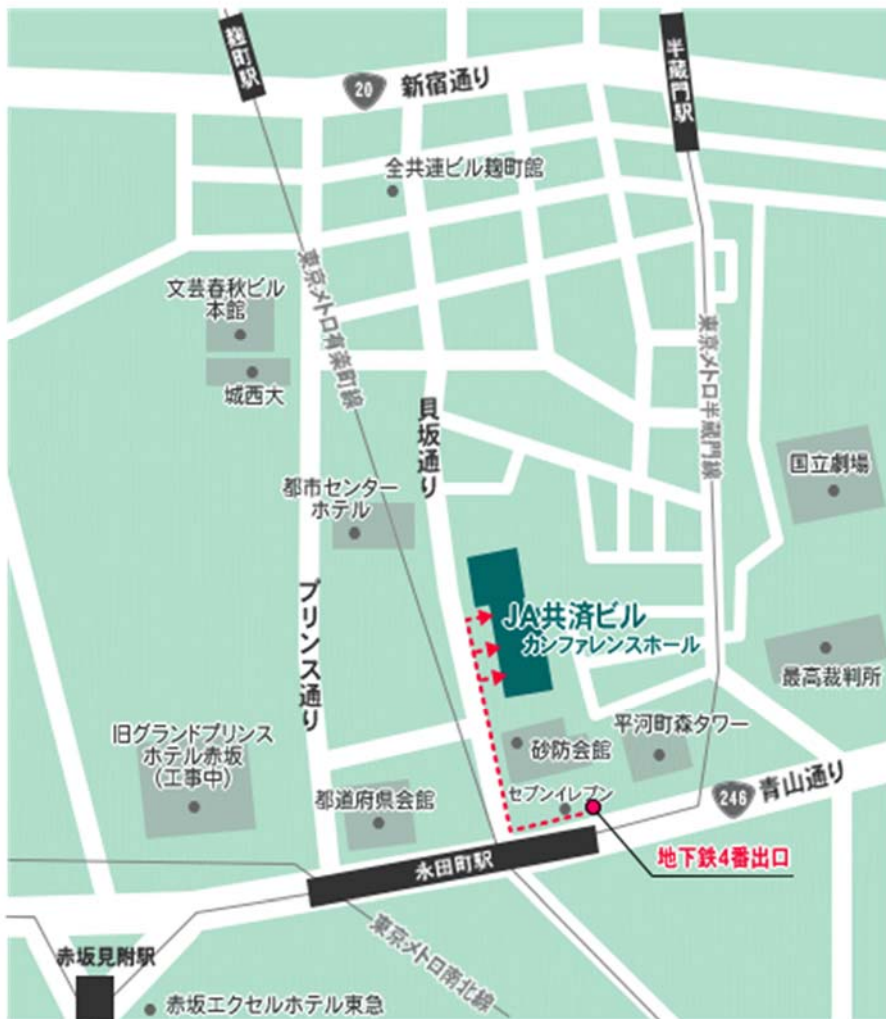 麹町駅
20
新宿通り
半蔵門駅
全共連ビル麹町館
東京メトロ有楽町線
文芸春秋ビル
本館
城西大
東京メトロ半蔵門線
貝坂通り
国立劇場
都市センター
ホテル
プリンス通り
JA共済ビル
カンファレンスホール
最高裁判所
旧グランドプリンス
ホテル赤坂
(工事中)
砂防会館
平河町森タワー
都道府県会館
セブンイレブン
246
青山通り
永田町駅
地下鉄4番出口
東京メトロ南北線
赤坂見附駅
赤坂エクセルホテル東急